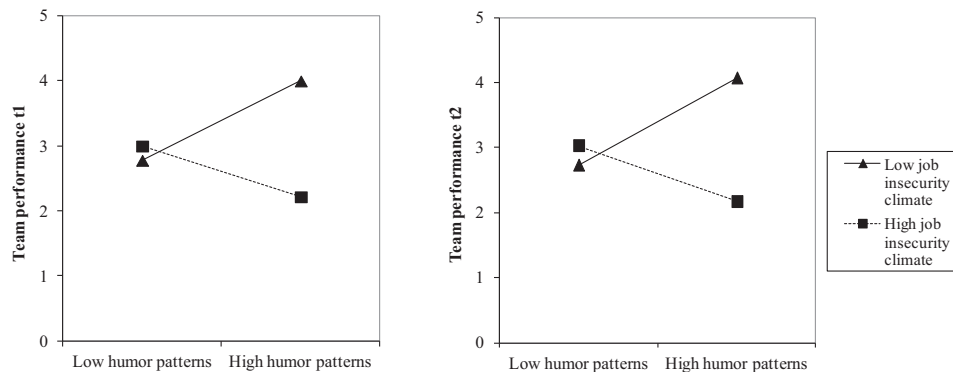 Team performance t1
5
4
3
2
1
0
Low humor patterns High humor patterns
Team performance t2
5
4
3
2
1
0
Low humor patterns High humor patterns
Low job
insecurity
climate
High job
insecurity
climate